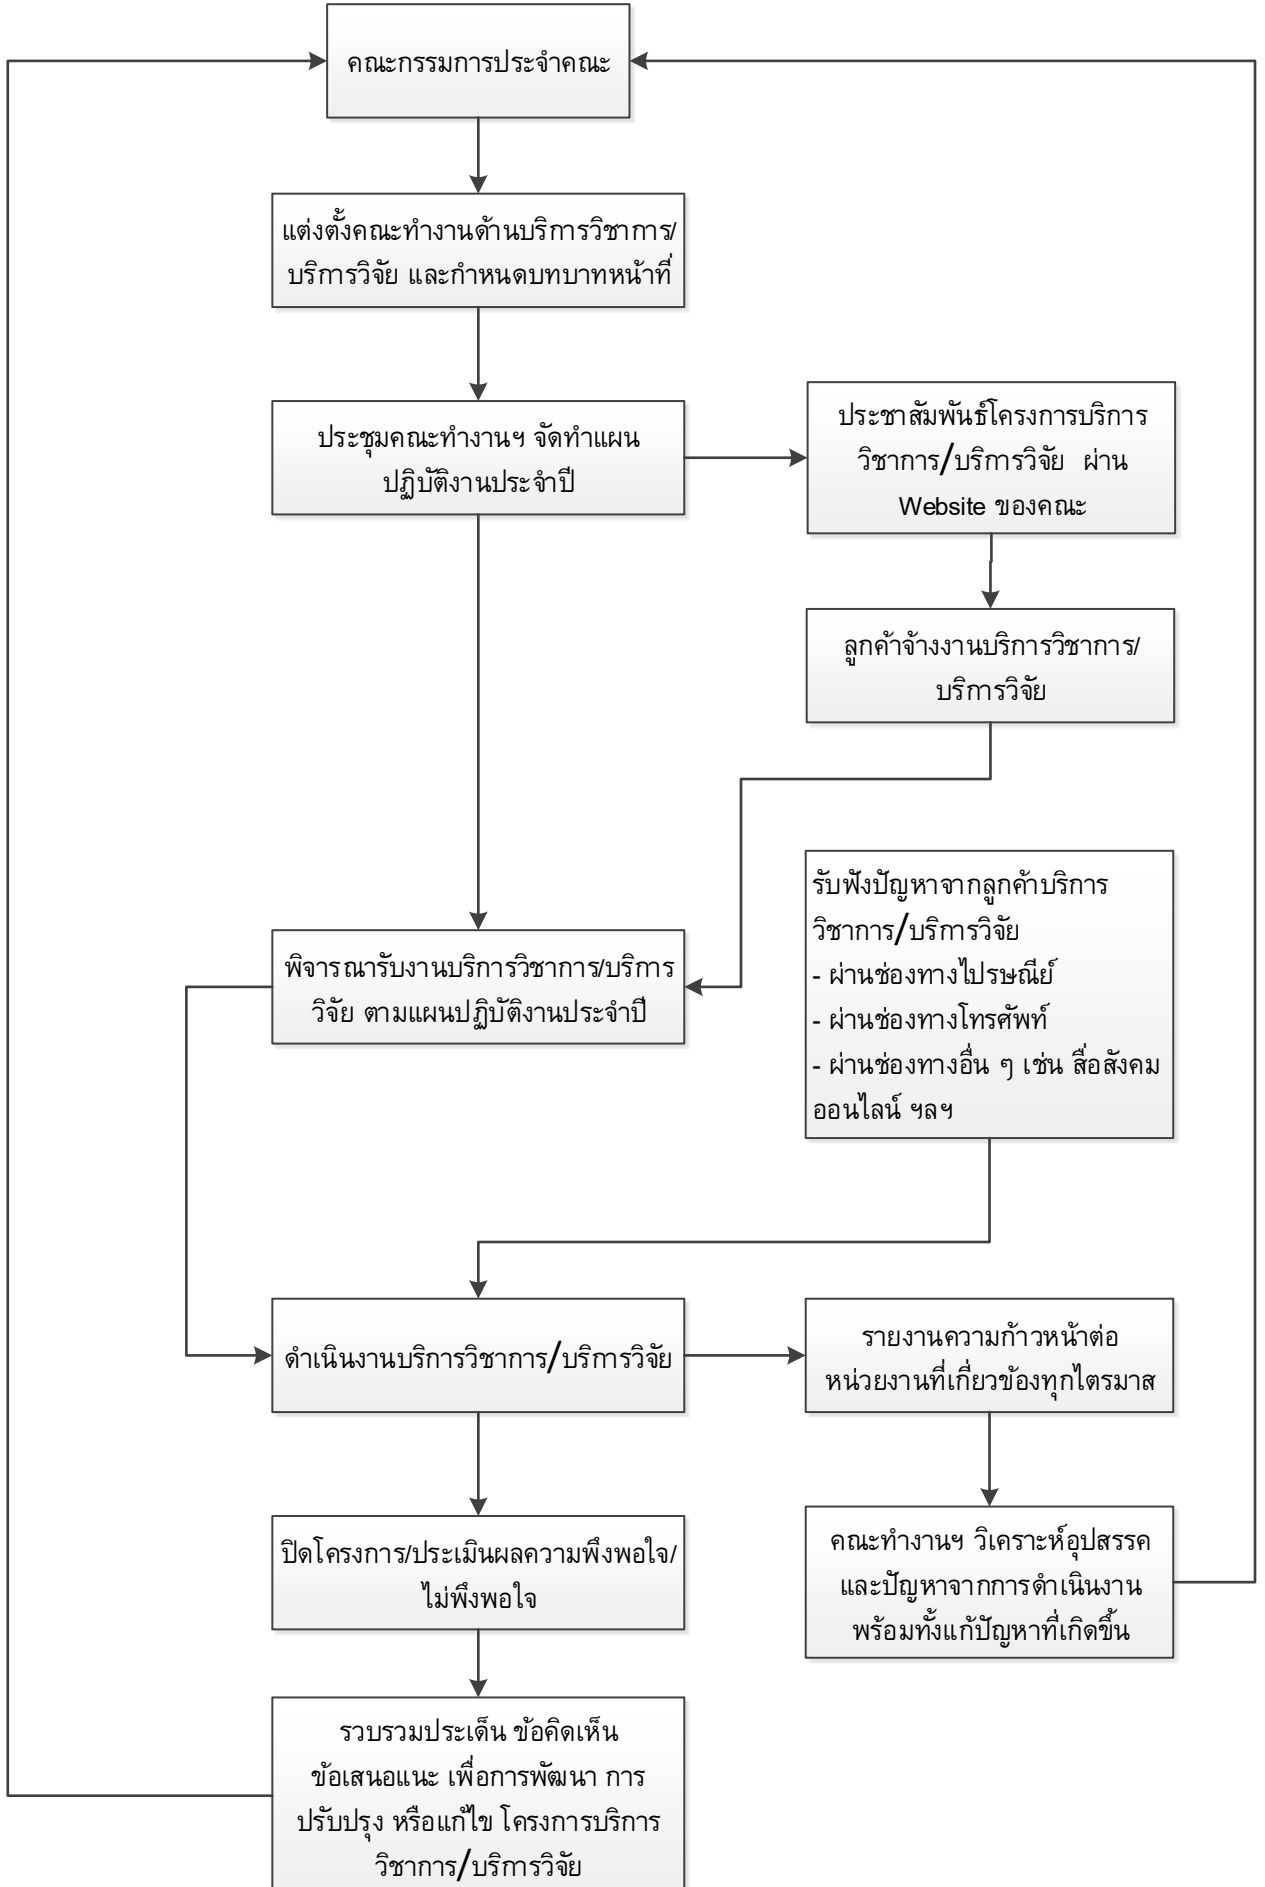 คณะกรรมการประจำคณะ
แต่งตั้งคณะทำงานด้านบริการวิชาการ/
บริการวิจัย และกำหนดบทบาทหน้าที่
ประชุมคณะทำงานฯ จัดทำแผน
ปฏิบัติงานประจำปี
ประชาสัมพันธ์โครงการบริการ
วิชาการ/บริการวิจัย ผ่าน
Website ของคณะ
ลูกค้าจ้างงานบริการวิชาการ/
บริการวิจัย
รับฟังปัญหาจากลูกค้าบริการ
วิชาการ/บริการวิจัย
- ผ่านช่องทางไปรษณีย์
- ผ่านช่องทางโทรศัพท์
- ผ่านช่องทางอื่น ๆ เช่น สื่อสังคม
ออนไลน์ ฯลฯ
พิจารณารับงานบริการวิชาการ/บริการ
วิจัย ตามแผนปฏิบัติงานประจำปี
ดำเนินงานบริการวิชาการ/บริการวิจัย
รายงานความก้าวหน้าต่อ
หน่วยงานที่เกี่ยวข้องทุกไตรมาส
ปิดโครงการ/ประเมินผลความพึงพอใจ/
ไม่พึงพอใจ
คณะทำงานฯ วิเคราะห์อุปสรรค
และปัญหาจากการดำเนินงาน
พร้อมทั้งแก้ปัญหาที่เกิดขึ้น
รวบรวมประเด็น ข้อคิดเห็น
ข้อเสนอแนะ เพื่อการพัฒนา การ
ปรับปรุง หรือแก้ไข โครงการบริการ
วิชาการ/บริการวิจัย